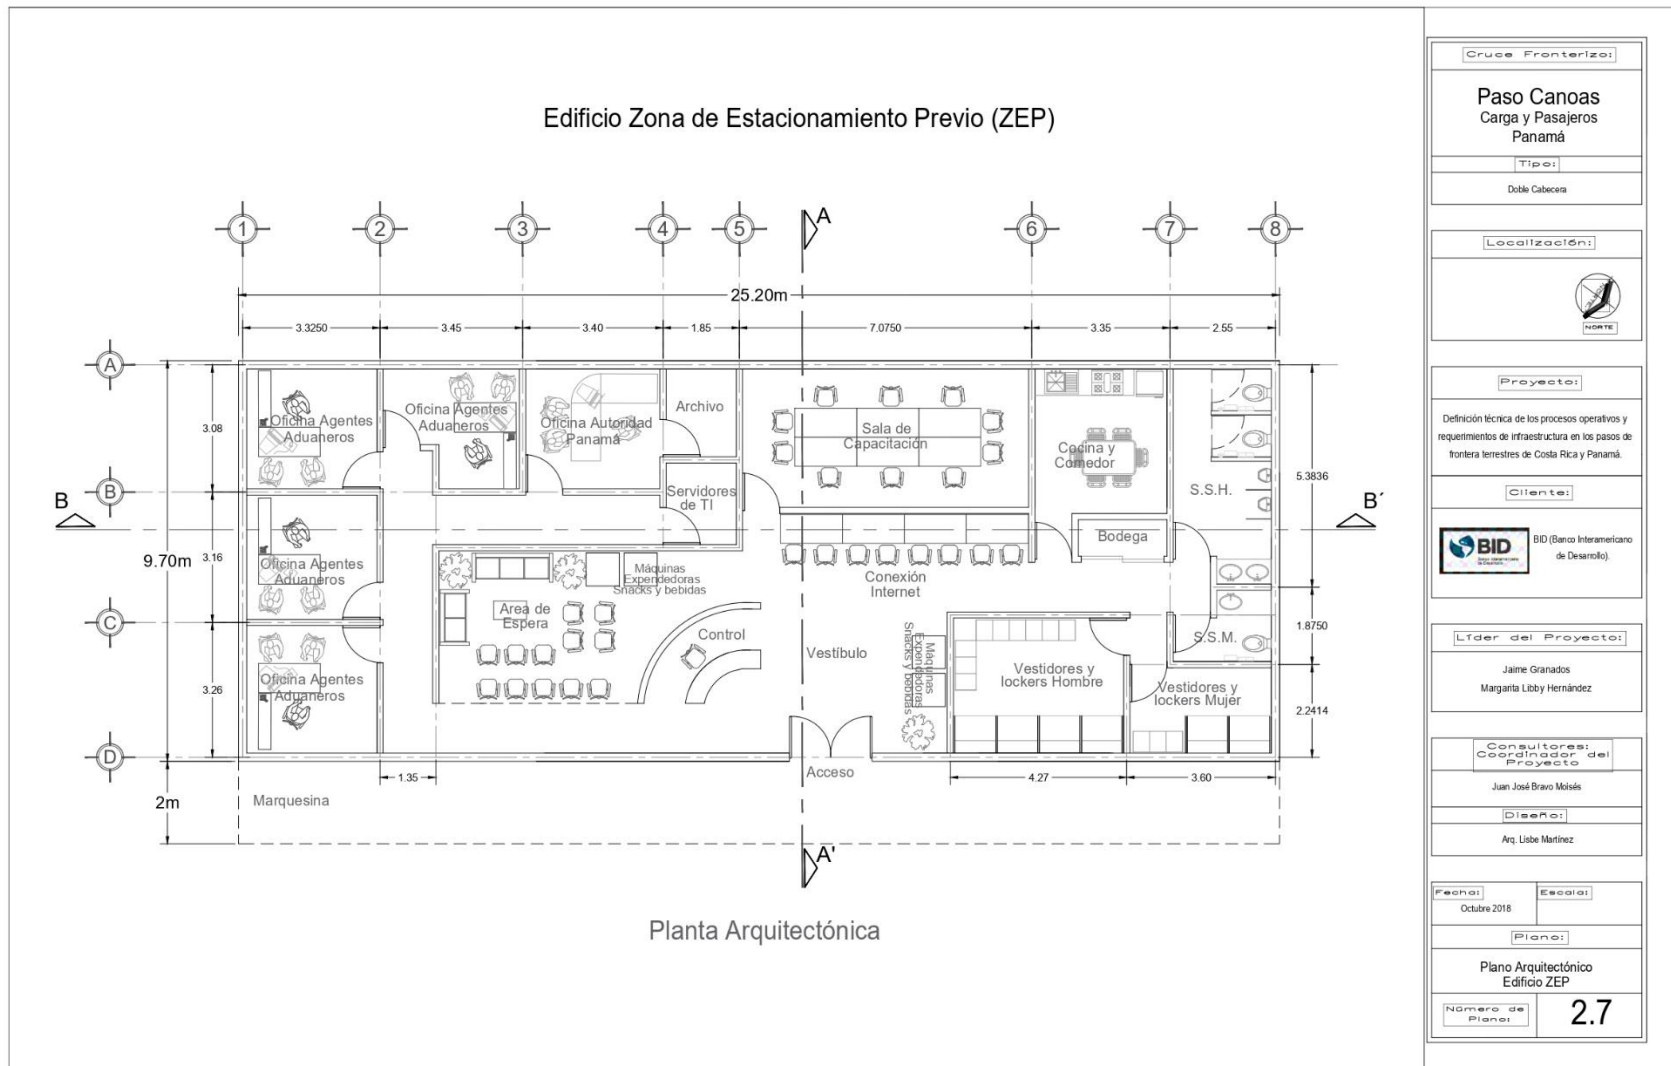 Edificio Zona de Estacionamiento Previo (ZEP)
A
1
2
3
4
5
6
7
8
25.20m
3.3250
3.45
3.40
1.85
7.0750
3.35
2.55
A
B
C
D
B
B´
9.70m
3.08
3.16
3.26
2m
5.3836
1.8750
2.2414
Oficina Agentes
Aduaneros
Oficina Agentes
Aduaneros
Oficina Autoridad
Panamá
Archivo
Sala de
Capacitación
Cocina y
Comedor
S.S.H.
Servidores
de TI
Bodega
Oficina Agentes
Aduaneros
Máquinas
Expendedoras
Snacks y bebidas
Conexión
Internet
Area de
Espera
Control
Vestíbulo
Máquinas
Expendedoras
Snacks y bebidas
S.S.M.
Vestidores y
lockers Hombre
Vestidores y
lockers Mujer
Oficina Agentes
Aduaneros
1.35
Acceso
4.27
3.60
Marquesina
A'
Planta Arquitectónica
Cruce Fronterizo:
Paso Canoas
Carga y Pasajeros
Panamá
Tipo:
Doble Cabecera
Localización:
NORTE
Proyecto:
Definición técnica de los procesos operativos y
requerimientos de infraestructura en los pasos de
frontera terrestres de Costa Rica y Panamá.
Cliente:
BID
BID (Banco Interamericano
de Desarrollo).
Líder del Proyecto:
Jaime Granados
Margarita Libby Hernández
Consultores:
Coordinador del
Proyecto
Juan José Bravo Moisés
Diseño:
Arq. Lisbe Martínez
Fecha:
Escala:
Octubre 2018
Plano:
Plano Arquitectónico
Edificio ZEP
Número de
Plano:
2.7